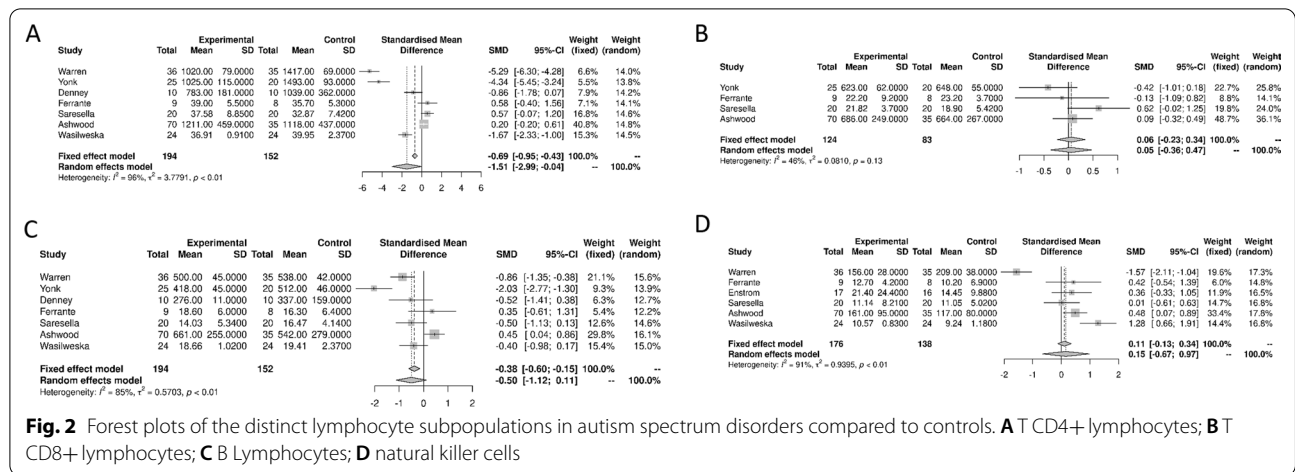 A
Experimental Control Standardised Mean Weight Weight
Study Total Mean SD Total Mean SD Difference SMD 95%-CI (fixed) (random)
Warren 36 1020.00 79.0000 35 1417.00 69.0000 -5.29 [-6.30; -4.28] 6.6% 14.0%
Yonk 25 1025.00 115.0000 20 1493.00 93.0000 -4.34 [-5.45; -3.24] 5.5% 13.8%
Denney 10 783.00 181.0000 10 1039.00 362.0000 -0.86 [-1.78; 0.07] 7.9% 14.2%
Ferrante 9 39.00 5.5000 8 35.70 5.3000 0.58 [-0.40; 1.56] 7.1% 14.1%
Saresella 20 37.58 8.8500 20 32.87 7.4200 0.57 [-0.07; 1.20] 16.8% 14.5%
Ashwood 70 1211.00 459.0000 35 1118.00 437.0000 0.20 [-0.20; 0.61] 40.8% 14.6%
Wasilweska 24 36.91 0.9100 24 39.95 2.3700 -1.67 [-2.33; -1.00] 15.3% 14.5%
Fixed effect model 194 152 -0.69 [-0.95; -0.43] 100.0% --
Random effects model -1.51 [-2.99; -0.04] -- 100.0%
Heterogeneity: I² = 96%, τ² = 3.7791, p < 0.01
-6 -4 -2 0 2 4 6
B
Experimental Control Standardised Mean Weight Weight
Study Total Mean SD Total Mean SD Difference SMD 95%-CI (fixed) (random)
Yonk 25 623.00 62.0000 20 648.00 55.0000 -0.42 [-1.01; 0.18] 22.7% 25.8%
Ferrante 9 22.20 9.2000 8 23.20 3.7000 -0.13 [-1.09; 0.82] 8.8% 14.1%
Saresella 20 21.82 3.7000 20 18.90 5.4200 0.62 [-0.02; 1.25] 19.8% 24.0%
Ashwood 70 686.00 249.0000 35 664.00 267.0000 0.09 [-0.32; 0.49] 48.7% 36.1%
Fixed effect model 124 83 0.06 [-0.23; 0.34] 100.0% --
Random effects model 0.05 [-0.36; 0.47] -- 100.0%
Heterogeneity: I² = 46%, τ² = 0.0810, p = 0.13
-1 -0.5 0 0.5 1
C
Experimental Control Standardised Mean Weight Weight
Study Total Mean SD Total Mean SD Difference SMD 95%-CI (fixed) (random)
Warren 36 500.00 45.0000 35 538.00 42.0000 -0.86 [-1.35; -0.38] 21.1% 15.6%
Yonk 25 418.00 45.0000 20 512.00 46.0000 -2.03 [-2.77; -1.30] 9.3% 13.9%
Denney 10 276.00 11.0000 10 337.00 159.0000 -0.52 [-1.41; 0.38] 6.3% 12.7%
Ferrante 9 18.60 6.0000 8 16.30 6.4000 0.35 [-0.61; 1.31] 5.4% 12.2%
Saresella 20 14.03 5.3400 20 16.47 4.1400 -0.50 [-1.13; 0.13] 12.6% 14.6%
Ashwood 70 661.00 255.0000 35 542.00 279.0000 0.45 [0.04; 0.86] 29.8% 16.1%
Wasilweska 24 18.66 1.0200 24 19.41 2.3700 -0.40 [-0.98; 0.17] 15.4% 15.0%
Fixed effect model 194 152 -0.38 [-0.60; -0.15] 100.0% --
Random effects model -0.50 [-1.12; 0.11] -- 100.0%
Heterogeneity: I² = 85%, τ² = 0.5703, p < 0.01
-2 -1 0 1 2
D
Experimental Control Standardised Mean Weight Weight
Study Total Mean SD Total Mean SD Difference SMD 95%-CI (fixed) (random)
Warren 36 156.00 28.0000 35 209.00 38.0000 -1.57 [-2.11; -1.04] 19.6% 17.3%
Ferrante 9 12.70 4.2000 8 10.20 6.9000 0.42 [-0.54; 1.39] 6.0% 14.8%
Enstrom 17 21.40 24.4000 16 14.45 9.8800 0.36 [-0.33; 1.05] 11.9% 16.5%
Saresella 20 11.14 8.2100 20 11.05 5.0200 0.01 [-0.61; 0.63] 14.7% 16.8%
Ashwood 70 161.00 95.0000 35 117.00 80.0000 0.48 [0.07; 0.89] 33.4% 17.8%
Wasilweska 24 10.57 0.8300 24 9.24 1.1800 1.28 [0.66; 1.91] 14.4% 16.8%
Fixed effect model 176 138 0.11 [-0.13; 0.34] 100.0% --
Random effects model 0.15 [-0.67; 0.97] -- 100.0%
Heterogeneity: I² = 91%, τ² = 0.9395, p < 0.01
-2 -1 0 1 2
Fig. 2 Forest plots of the distinct lymphocyte subpopulations in autism spectrum disorders compared to controls. A T CD4+ lymphocytes; B T
CD8+ lymphocytes; C B Lymphocytes; D natural killer cells